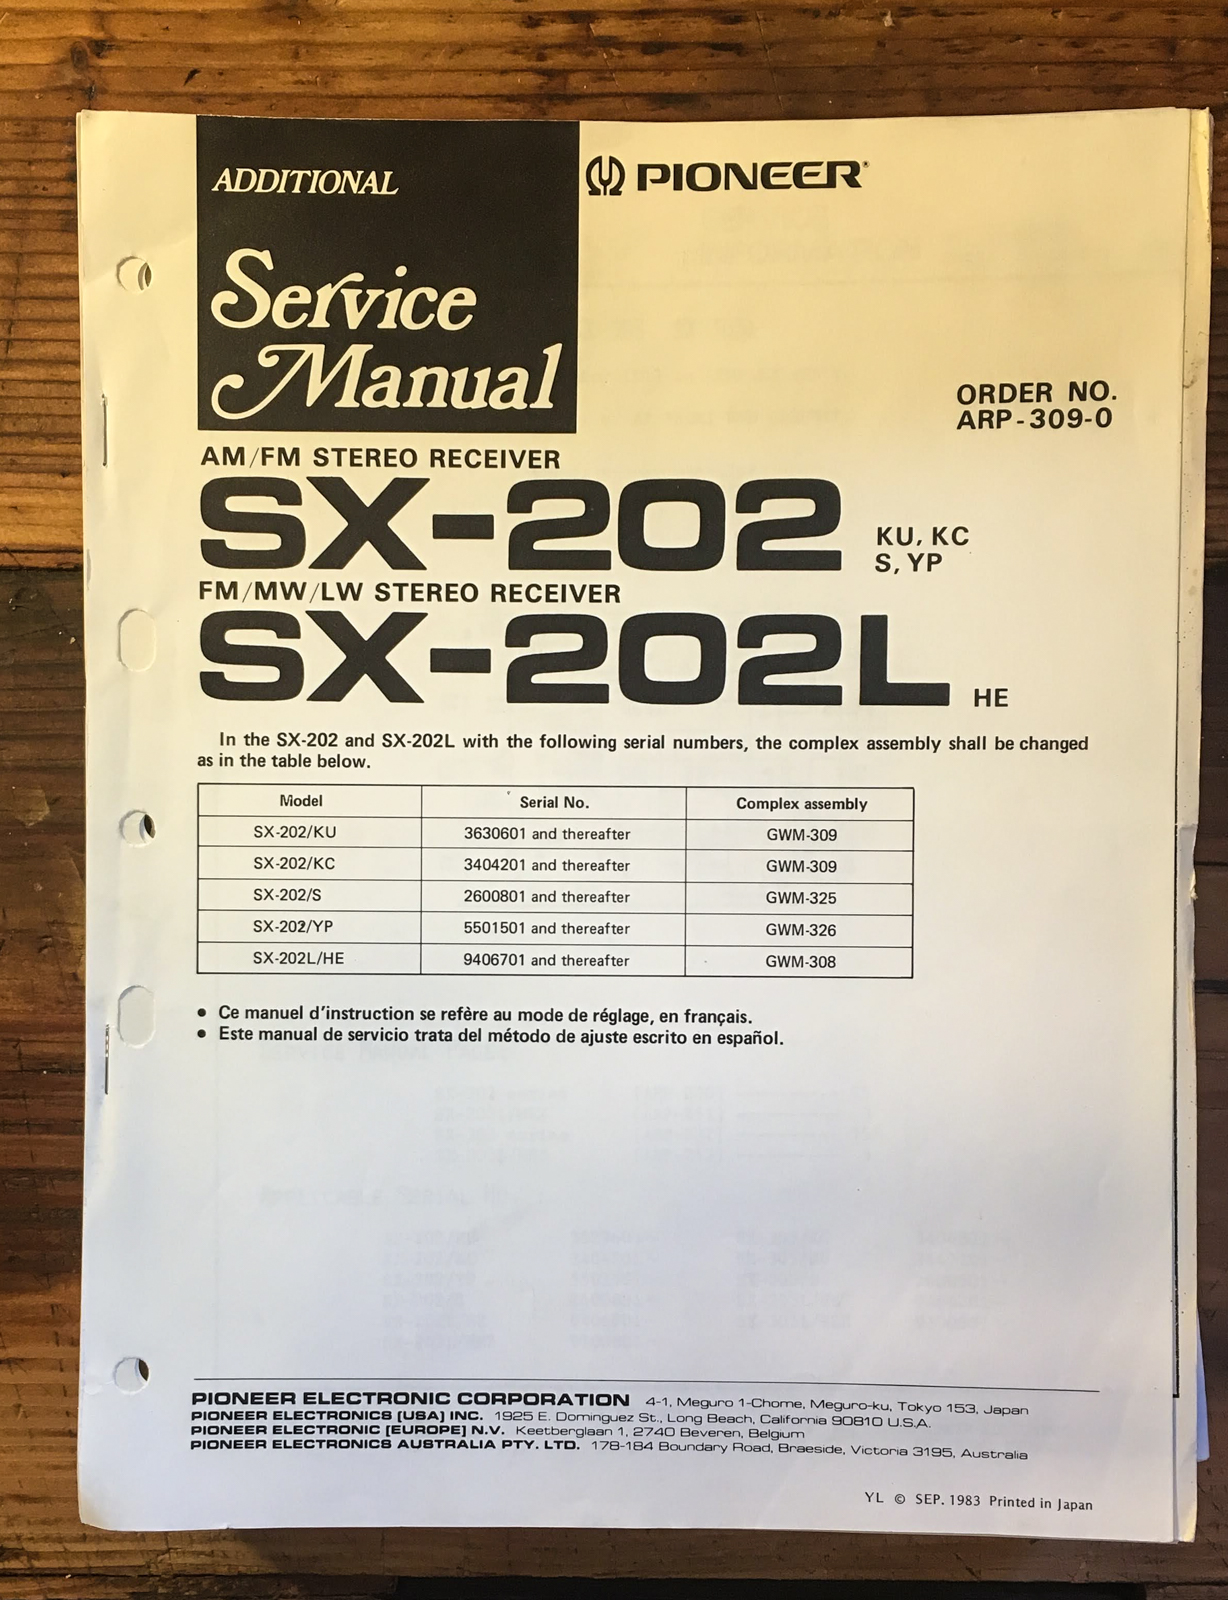 ADDITIONAL
Service
Manual
PIONEER®
ORDER NO.
ARP-309-0
AM/FM STEREO RECEIVER
SX-202 KU, KC
S, YP
FM/MW/LW STEREO RECEIVER
SX-202L HE
In the SX-202 and SX-202L with the following serial numbers, the complex assembly shall be changed
as in the table below.
Model Serial No. Complex assembly
SX-202/KU 3630601 and thereafter GWM-309
SX-202/KC 3404201 and thereafter GWM-309
SX-202/S 2600801 and thereafter GWM-325
SX-202/YP 5501501 and thereafter GWM-326
SX-202L/HE 9406701 and thereafter GWM-308
• Ce manuel d'instruction se refère au mode de réglage, en français.
• Este manual de servicio trata del método de ajuste escrito en español.
PIONEER ELECTRONIC CORPORATION 4-1, Meguro 1-Chome, Meguro-ku, Tokyo 153, Japan
PIONEER ELECTRONICS [USA] INC. 1925 E. Dominguez St., Long Beach, California 90810 U.S.A.
PIONEER ELECTRONIC [EUROPE] N.V. Keetberglaan 1, 2740 Beveren, Belgium
PIONEER ELECTRONICS AUSTRALIA PTY. LTD. 178-184 Boundary Road, Braeside, Victoria 3195, Australia
YL © SEP. 1983 Printed in Japan